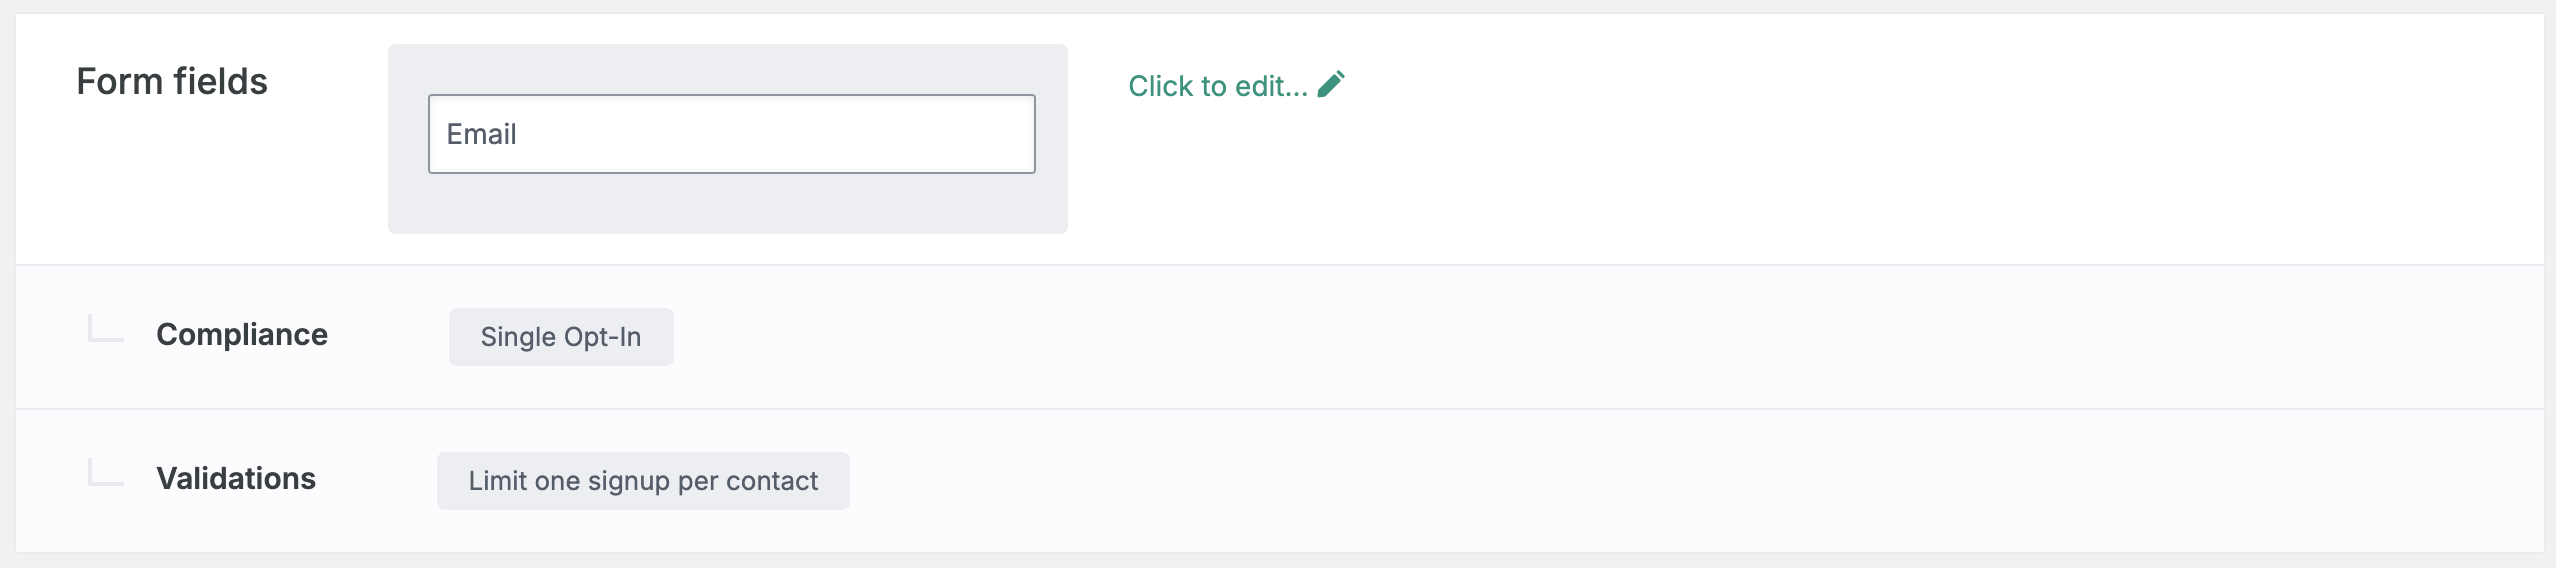 Form fields
Email
Click to edit...
Compliance
Single Opt-In
Validations
Limit one signup per contact